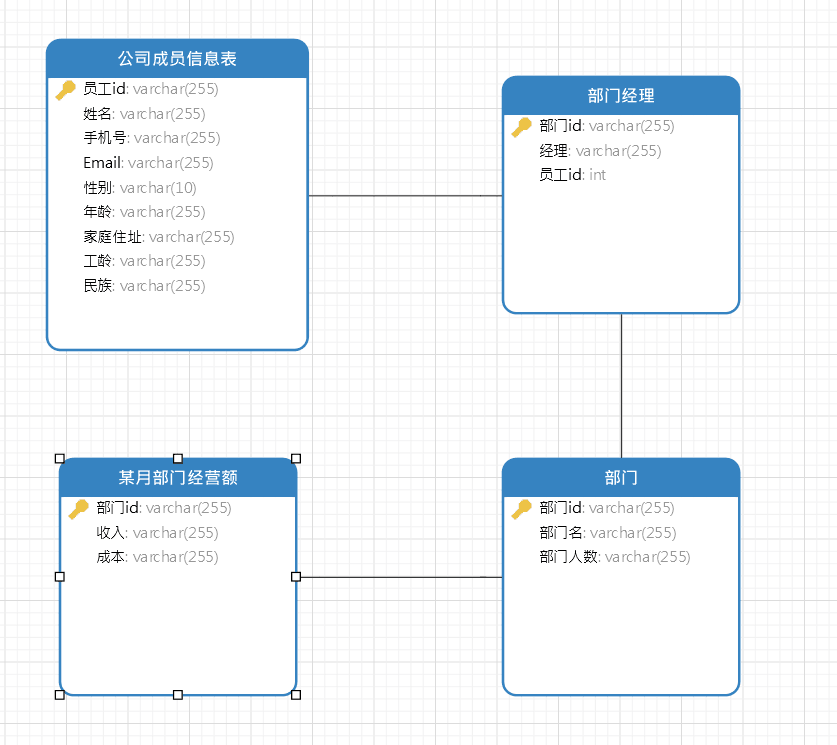 公司成员信息表
员工id: varchar(255)
姓名: varchar(255)
手机号: varchar(255)
Email: varchar(255)
性别: varchar(10)
年龄: varchar(255)
家庭住址: varchar(255)
工龄: varchar(255)
民族: varchar(255)
部门经理
部门id: varchar(255)
经理: varchar(255)
员工id: int
某月部门经营额
部门id: varchar(255)
收入: varchar(255)
成本: varchar(255)
部门
部门id: varchar(255)
部门名: varchar(255)
部门人数: varchar(255)